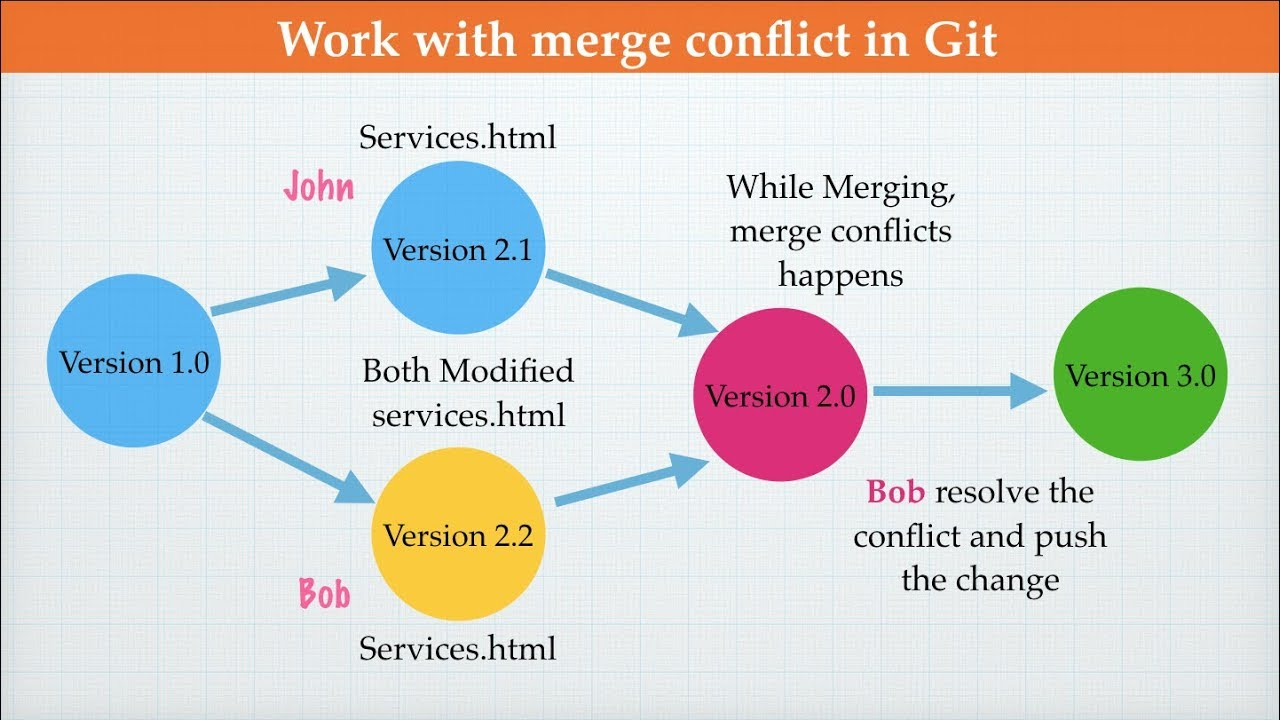 Work with merge conflict in Git
Services.html
John
Version 2.1
While Merging,
merge conflicts
happens
Version 1.0
Both Modified
services.html
Version 2.0
Version 3.0
Version 2.2
Bob
Services.html
Bob resolve the
conflict and push
the change